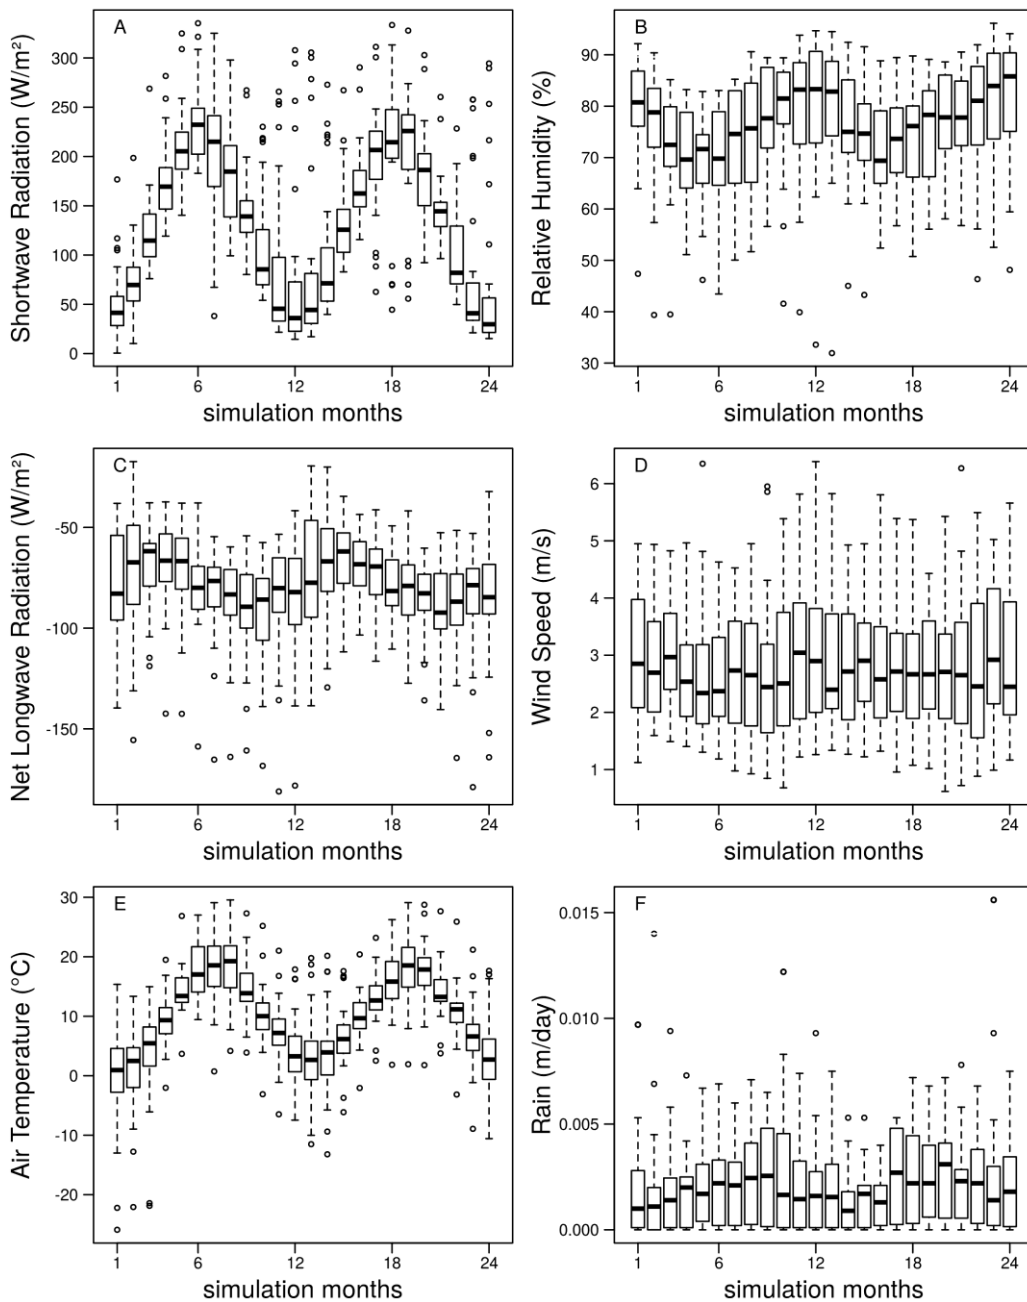 A
Shortwave Radiation (W/m²)
300
250
200
150
100
50
0
1 6 12 18 24
simulation months
B
Relative Humidity (%)
90
80
70
60
50
40
30
1 6 12 18 24
simulation months
C
Net Longwave Radiation (W/m²)
-50
-100
-150
1 6 12 18 24
simulation months
D
Wind Speed (m/s)
6
5
4
3
2
1
1 6 12 18 24
simulation months
E
Air Temperature (°C)
30
20
10
0
-10
-20
1 6 12 18 24
simulation months
F
Rain (m/day)
0.015
0.010
0.005
0.000
1 6 12 18 24
simulation months